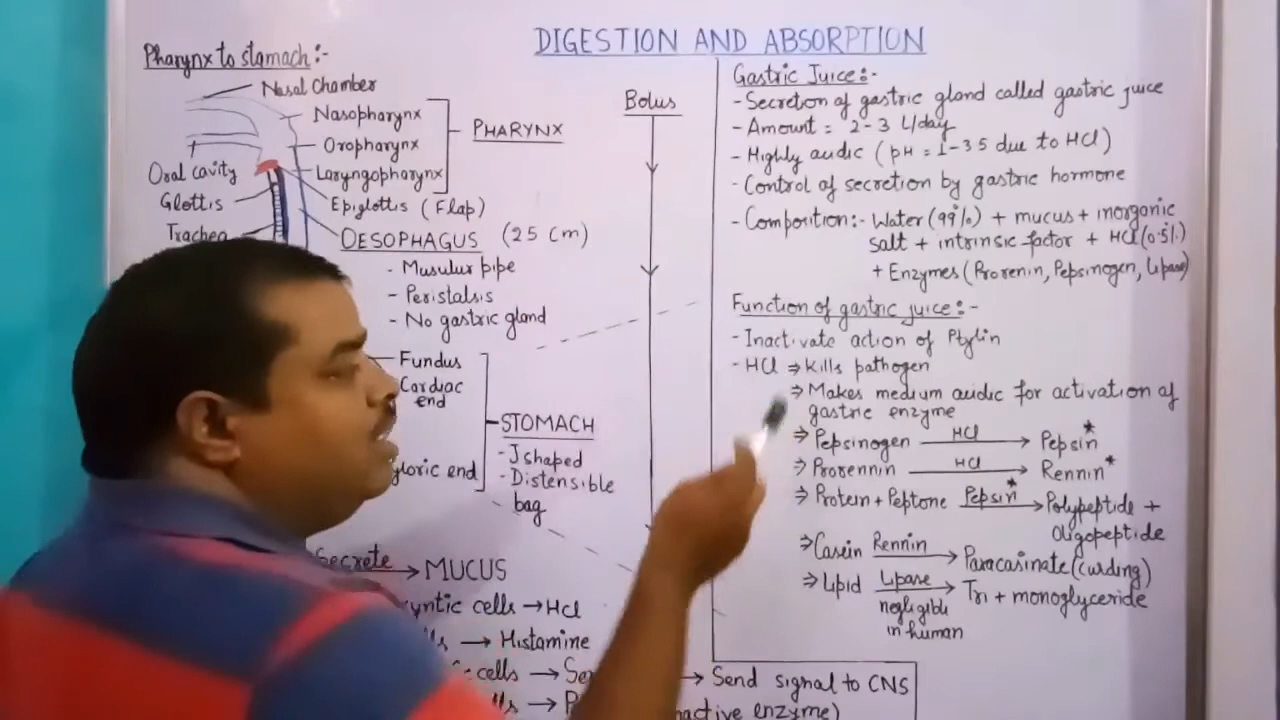 DIGESTION AND ABSORPTION
Pharynx to stomach:-
Nasal Chamber
Nasopharynx
Oropharynx
Laryngopharynx
PHARYNX
Oral cavity
Glottis
Trachea
Epiglottis (Flap)
OESOPHAGUS (25 cm)
- Musulur pipe
- Peristalsis
- No gastric gland
Fundus
Cardiac
end
end
STOMACH
- J shaped
- Distensible
bag
Secrete → MUCUS
cells → HCl
→ Histamine
cells →
→
Bolus
→ Send signal to CNS
enzyme)
Gastric Juice:-
- Secretion of gastric gland called gastric juice
- Amount = 2-3 L/day
- Highly acidic (pH = 1-3.5 due to HCl)
- Control of secretion by gastric hormone
- Composition:- Water (99%) + mucus + inorganic
salt + intrinsic factor + HCl (0.5%)
+ Enzymes (Prorenin, Pepsinogen, Lipase)
Function of gastric juice:-
- Inactivate action of Ptylin
- HCl ⇒ Kills pathogen
⇒ Makes medium acidic for activation of
gastric enzyme
⇒ Pepsinogen HCl → Pepsin*
⇒ Prorennin HCl → Rennin*
⇒ Protein + Peptone Pepsin* → Polypeptide +
Oligopeptide
⇒ Casein Rennin → Paracasinate (curding)
⇒ Lipid Lipase → Tri + monoglyceride
negligible
in human